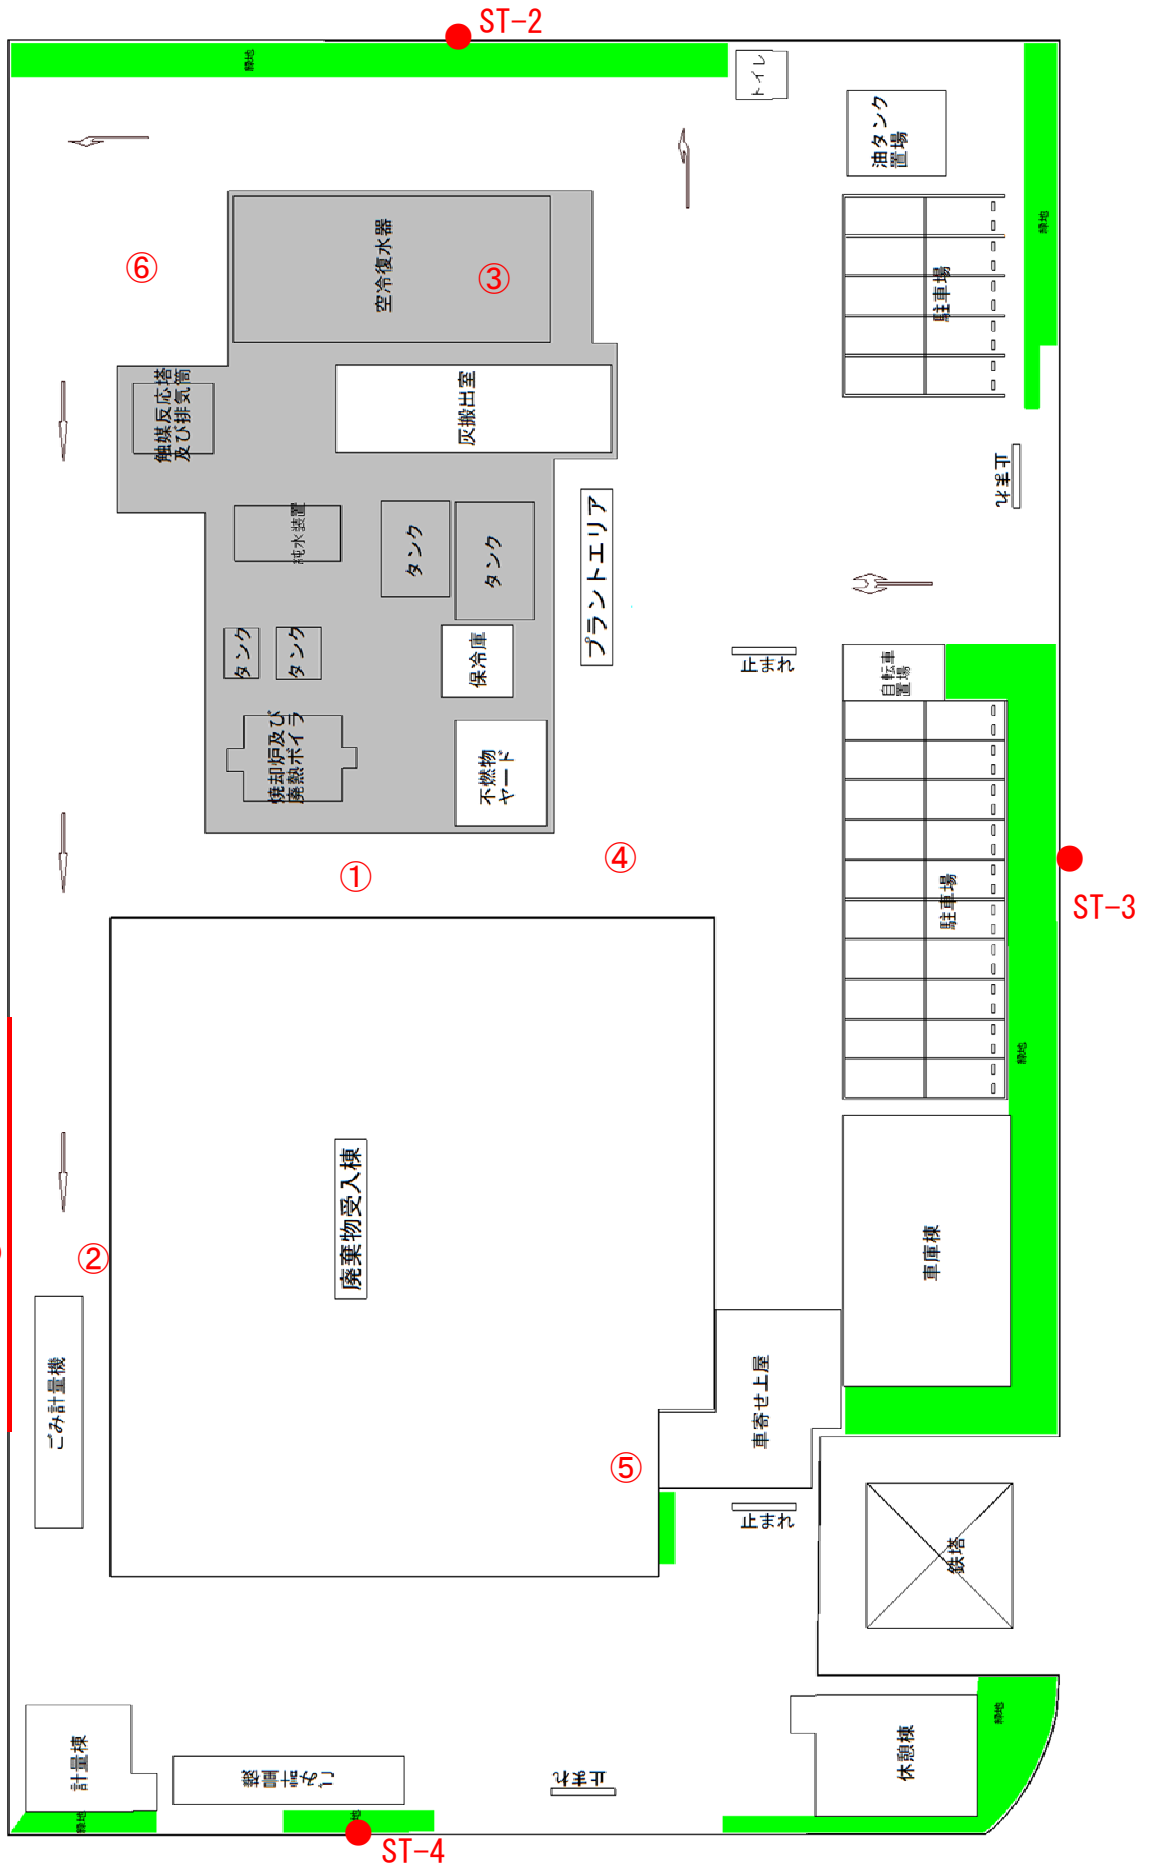 ST-2
緑地
トイレ
油タンク
置場
緑地
⑥
空冷復水器
③
駐車場
触媒反応塔
及び排気筒
灰搬出室
止まれ
純水装置
タンク
タンク
プラントエリア
タンク
タンク
保冷庫
止まれ
自転車
置場
焼却炉及び
廃熱ボイラ
不燃物
ヤード
①
④
駐車場
ST-3
緑地
廃棄物受入棟
②
車庫棟
ごみ計量機
車寄せ上屋
⑤
止まれ
鉄塔
緑地
計量棟
ごみ計量機
止まれ
休憩棟
緑地
ST-4